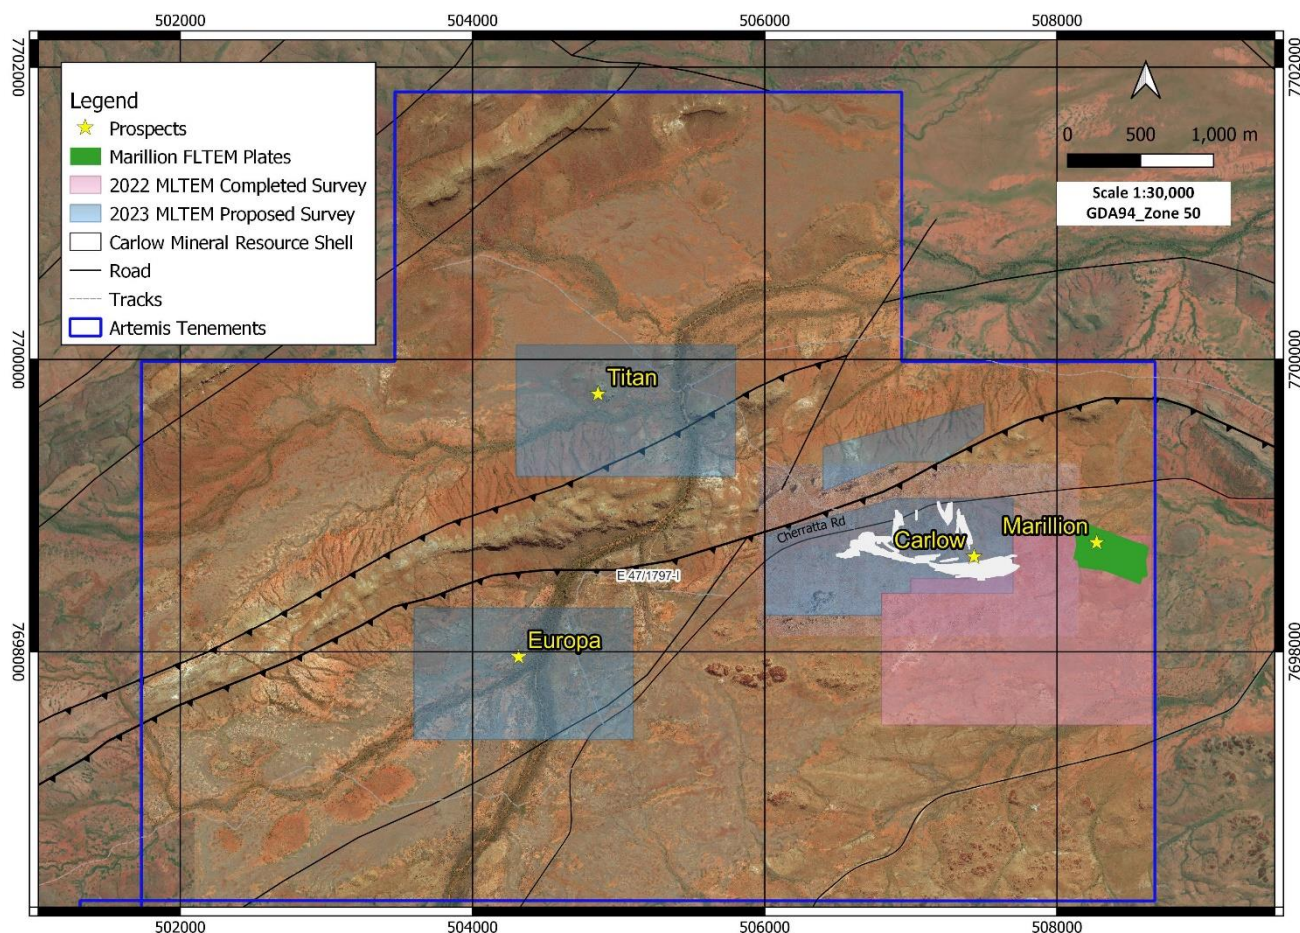 502000 504000 506000 508000
7702000 7702000
Legend
Prospects
Marillion FLTEM Plates
2022 MLTEM Completed Survey
2023 MLTEM Proposed Survey
Carlow Mineral Resource Shell
Road
Tracks
Artemis Tenements
0 500 1,000 m
Scale 1:30,000
GDA94_Zone 50
7700000 7700000
Titan
Cherratta Rd
Marillion
Carlow
E 47/1797-I
Europa
7698000 7698000
502000 504000 506000 508000